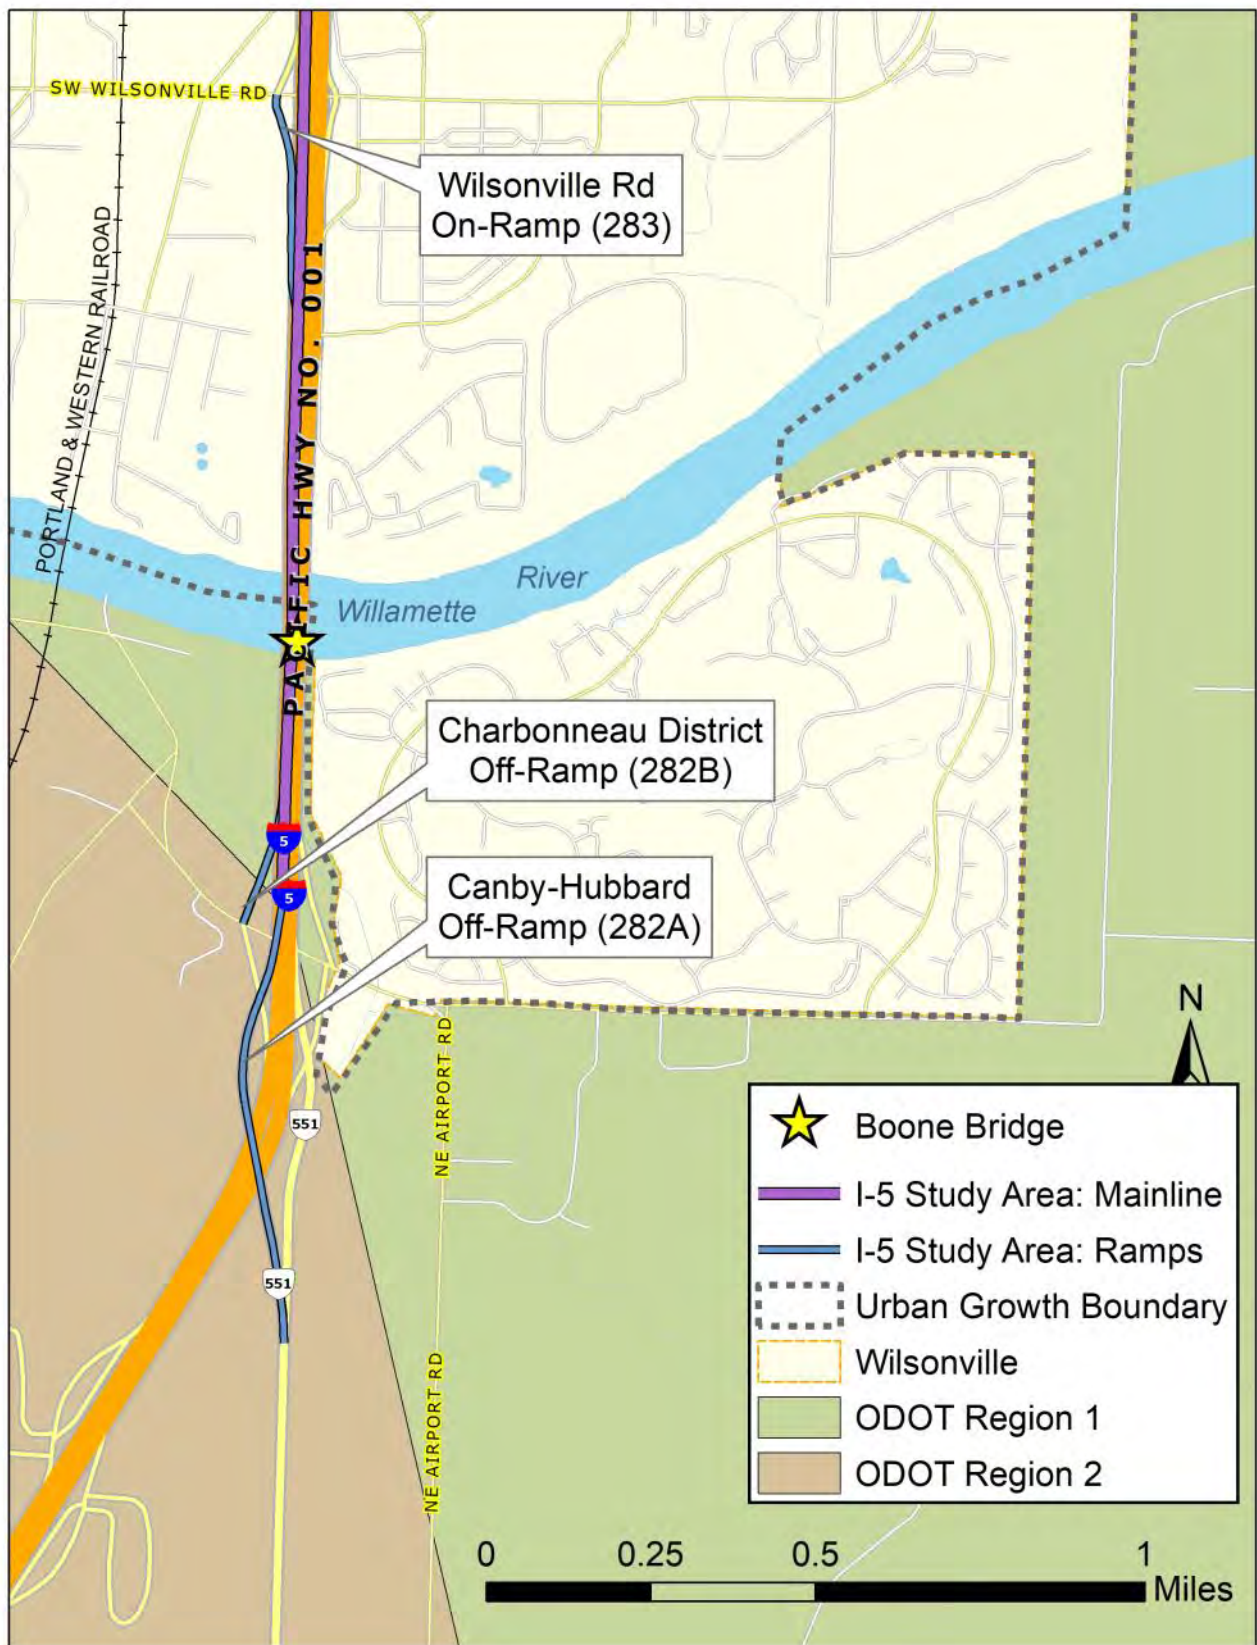 SW WILSONVILLE RD
Wilsonville Rd
On-Ramp (283)
PORTLAND & WESTERN RAILROAD
PACIFIC HWY NO. 001
River
Willamette
Charbonneau District
Off-Ramp (282B)
5
5
Canby-Hubbard
Off-Ramp (282A)
N
NE AIRPORT RD
551
551
NE AIRPORT RD
Boone Bridge
I-5 Study Area: Mainline
I-5 Study Area: Ramps
Urban Growth Boundary
Wilsonville
ODOT Region 1
ODOT Region 2
0 0.25 0.5 1
Miles